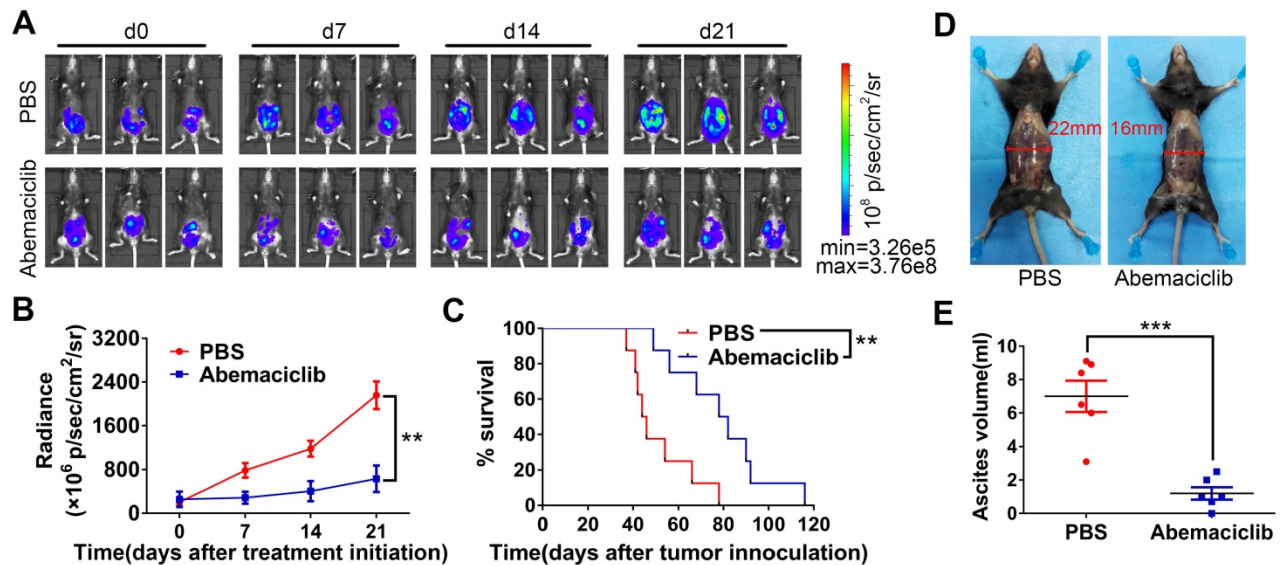 A
d0 d7 d14 d21
PBS
Abemaciclib
10⁸ p/sec/cm²/sr
min=3.26e5
max=3.76e8
D
22mm 16mm
PBS Abemaciclib
B
3200
2400
1600
800
0
Radiance
(×10⁶ p/sec/cm²/sr)
PBS
Abemaciclib
**
0 7 14 21
Time(days after treatment initiation)
C
100
80
60
40
20
0
% survival
PBS
Abemaciclib
**
0 20 40 60 80 100 120
Time(days after tumor innoculation)
E
***
10
8
6
4
2
0
Ascites volume(ml)
PBS Abemaciclib